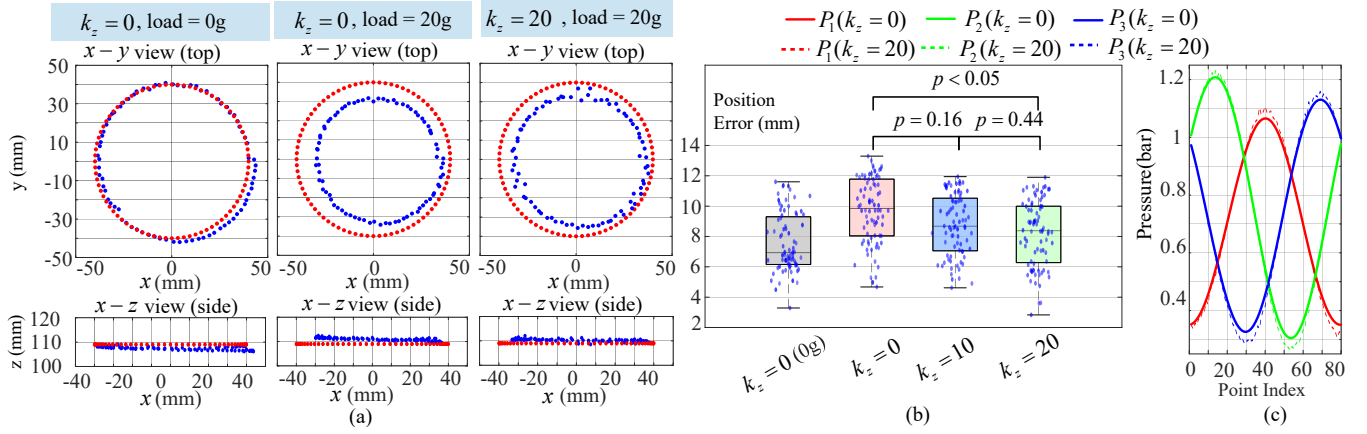 k_z = 0, load = 0g
k_z = 0, load = 20g
k_z = 20 , load = 20g
x − y view (top)
x − y view (top)
x − y view (top)
50
30
10
-10
-30
-50
y (mm)
-50
0
50
-50
0
50
-50
0
50
x (mm)
x (mm)
x (mm)
x − z view (side)
x − z view (side)
x − z view (side)
120
110
100
z (mm)
-40 -20 0 20 40
-40 -20 0 20 40
-40 -20 0 20 40
x (mm)
x (mm)
x (mm)
(a)
P_1(k_z = 0) P_2(k_z = 0) P_3(k_z = 0)
P_1(k_z = 20) P_2(k_z = 20) P_3(k_z = 20)
Position
Error (mm)
p < 0.05
p = 0.16 p = 0.44
14
12
10
8
6
4
2
k_z = 0 (0g)
k_z = 0
k_z = 10
k_z = 20
(b)
Pressure(bar)
1.2
1
0.8
0.6
0.4
0 20 40 60 80
Point Index
(c)